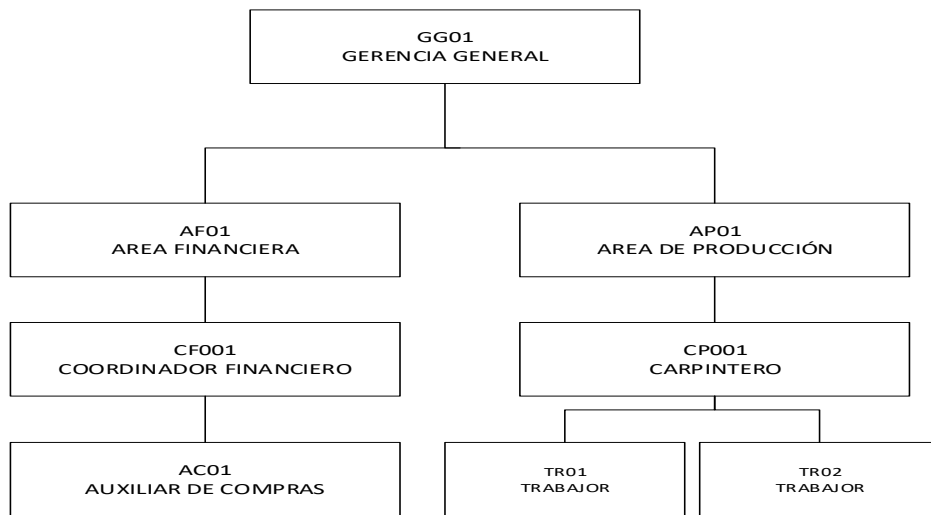 GG01
GERENCIA GENERAL
AF01
AREA FINANCIERA
AP01
AREA DE PRODUCCIÓN
CF001
COORDINADOR FINANCIERO
CP001
CARPINTERO
AC01
AUXILIAR DE COMPRAS
TR01
TRABAJOR
TR02
TRABAJOR